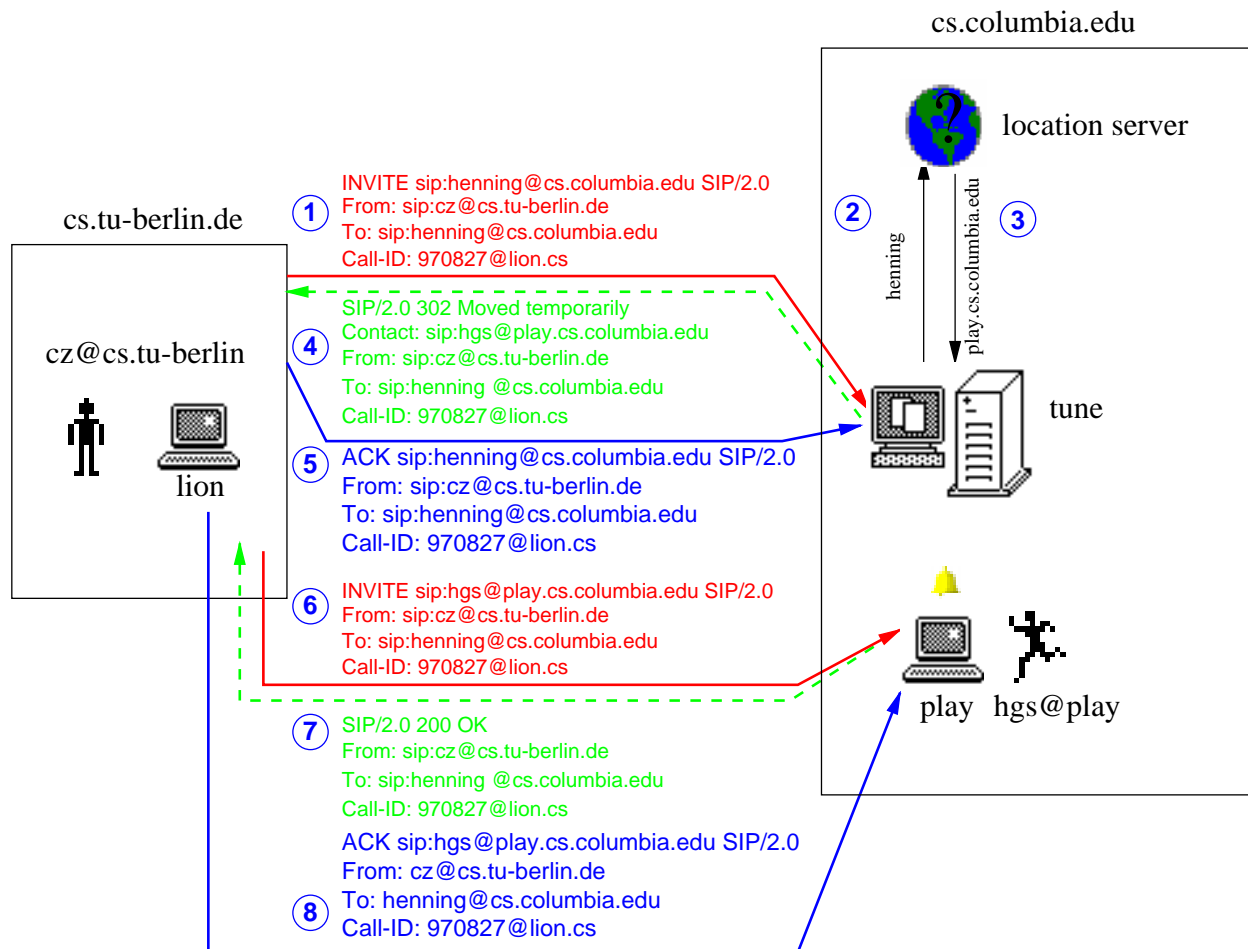 cs.columbia.edu
?
location server
INVITE sip:henning@cs.columbia.edu SIP/2.0
1
From: sip:cz@cs.tu-berlin.de
To: sip:henning@cs.columbia.edu
Call-ID: 970827@lion.cs
2
henning
play.cs.columbia.edu
3
cs.tu-berlin.de
SIP/2.0 302 Moved temporarily
4
Contact: sip:hgs@play.cs.columbia.edu
From: sip:cz@cs.tu-berlin.de
To: sip:henning @cs.columbia.edu
Call-ID: 970827@lion.cs
cz@cs.tu-berlin
lion
tune
5
ACK sip:henning@cs.columbia.edu SIP/2.0
From: sip:cz@cs.tu-berlin.de
To: sip:henning@cs.columbia.edu
Call-ID: 970827@lion.cs
6
INVITE sip:hgs@play.cs.columbia.edu SIP/2.0
From: sip:cz@cs.tu-berlin.de
To: sip:henning@cs.columbia.edu
Call-ID: 970827@lion.cs
play
hgs@play
7
SIP/2.0 200 OK
From: sip:cz@cs.tu-berlin.de
To: sip:henning @cs.columbia.edu
Call-ID: 970827@lion.cs
ACK sip:hgs@play.cs.columbia.edu SIP/2.0
From: cz@cs.tu-berlin.de
8
To: henning@cs.columbia.edu
Call-ID: 970827@lion.cs